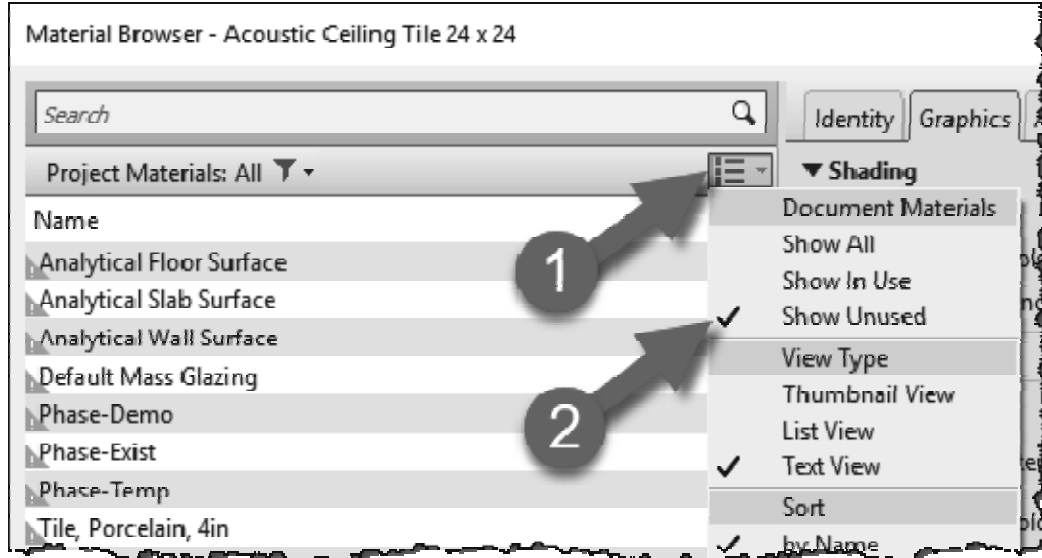 Material Browser - Acoustic Ceiling Tile 24 x 24
Search
Identity
Graphics
Project Materials: All
Shading
Name
Analytical Floor Surface
Analytical Slab Surface
Analytical Wall Surface
Default Mass Glazing
Phase-Demo
Phase-Exist
Phase-Temp
Tile, Porcelain, 4in
1
2
Document Materials
Show All
Show In Use
Show Unused
View Type
Thumbnail View
List View
Text View
Sort
by Name